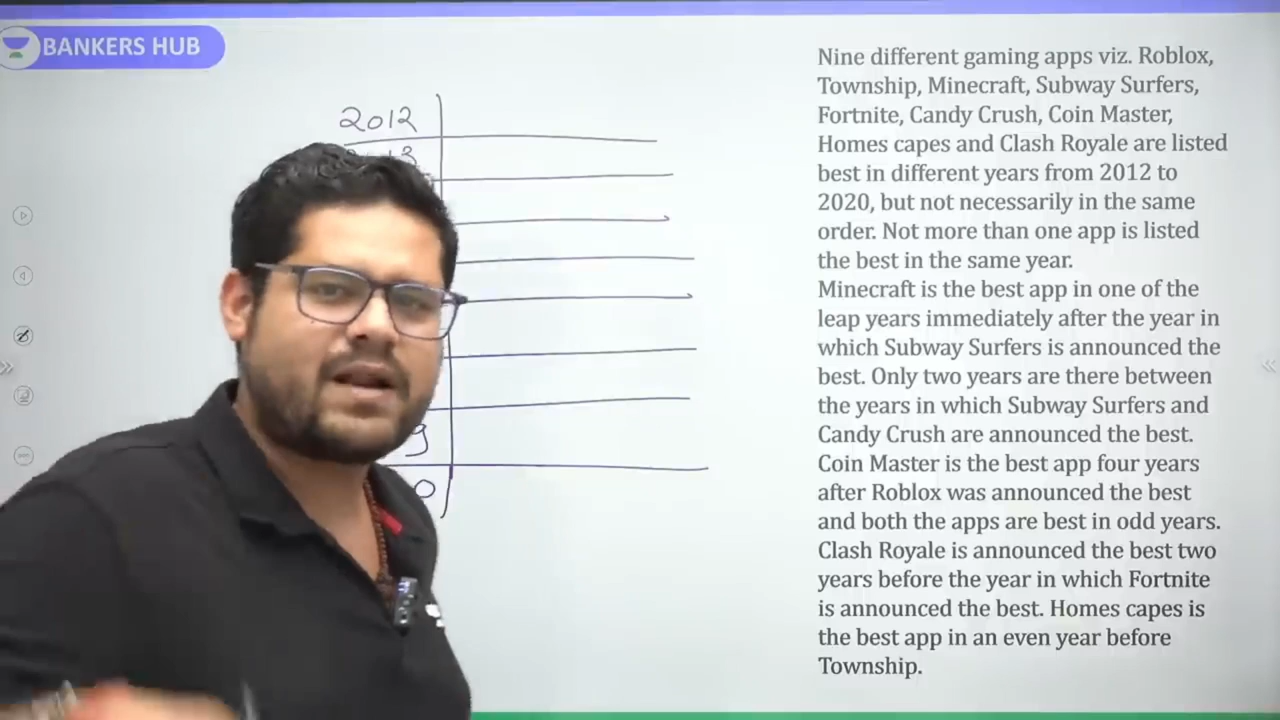 BANKERS HUB
2012
Nine different gaming apps viz. Roblox,
Township, Minecraft, Subway Surfers,
Fortnite, Candy Crush, Coin Master,
Homes capes and Clash Royale are listed
best in different years from 2012 to
2020, but not necessarily in the same
order. Not more than one app is listed
the best in the same year.
Minecraft is the best app in one of the
leap years immediately after the year in
which Subway Surfers is announced the
best. Only two years are there between
the years in which Subway Surfers and
Candy Crush are announced the best.
Coin Master is the best app four years
after Roblox was announced the best
and both the apps are best in odd years.
Clash Royale is announced the best two
years before the year in which Fortnite
is announced the best. Homes capes is
the best app in an even year before
Township.